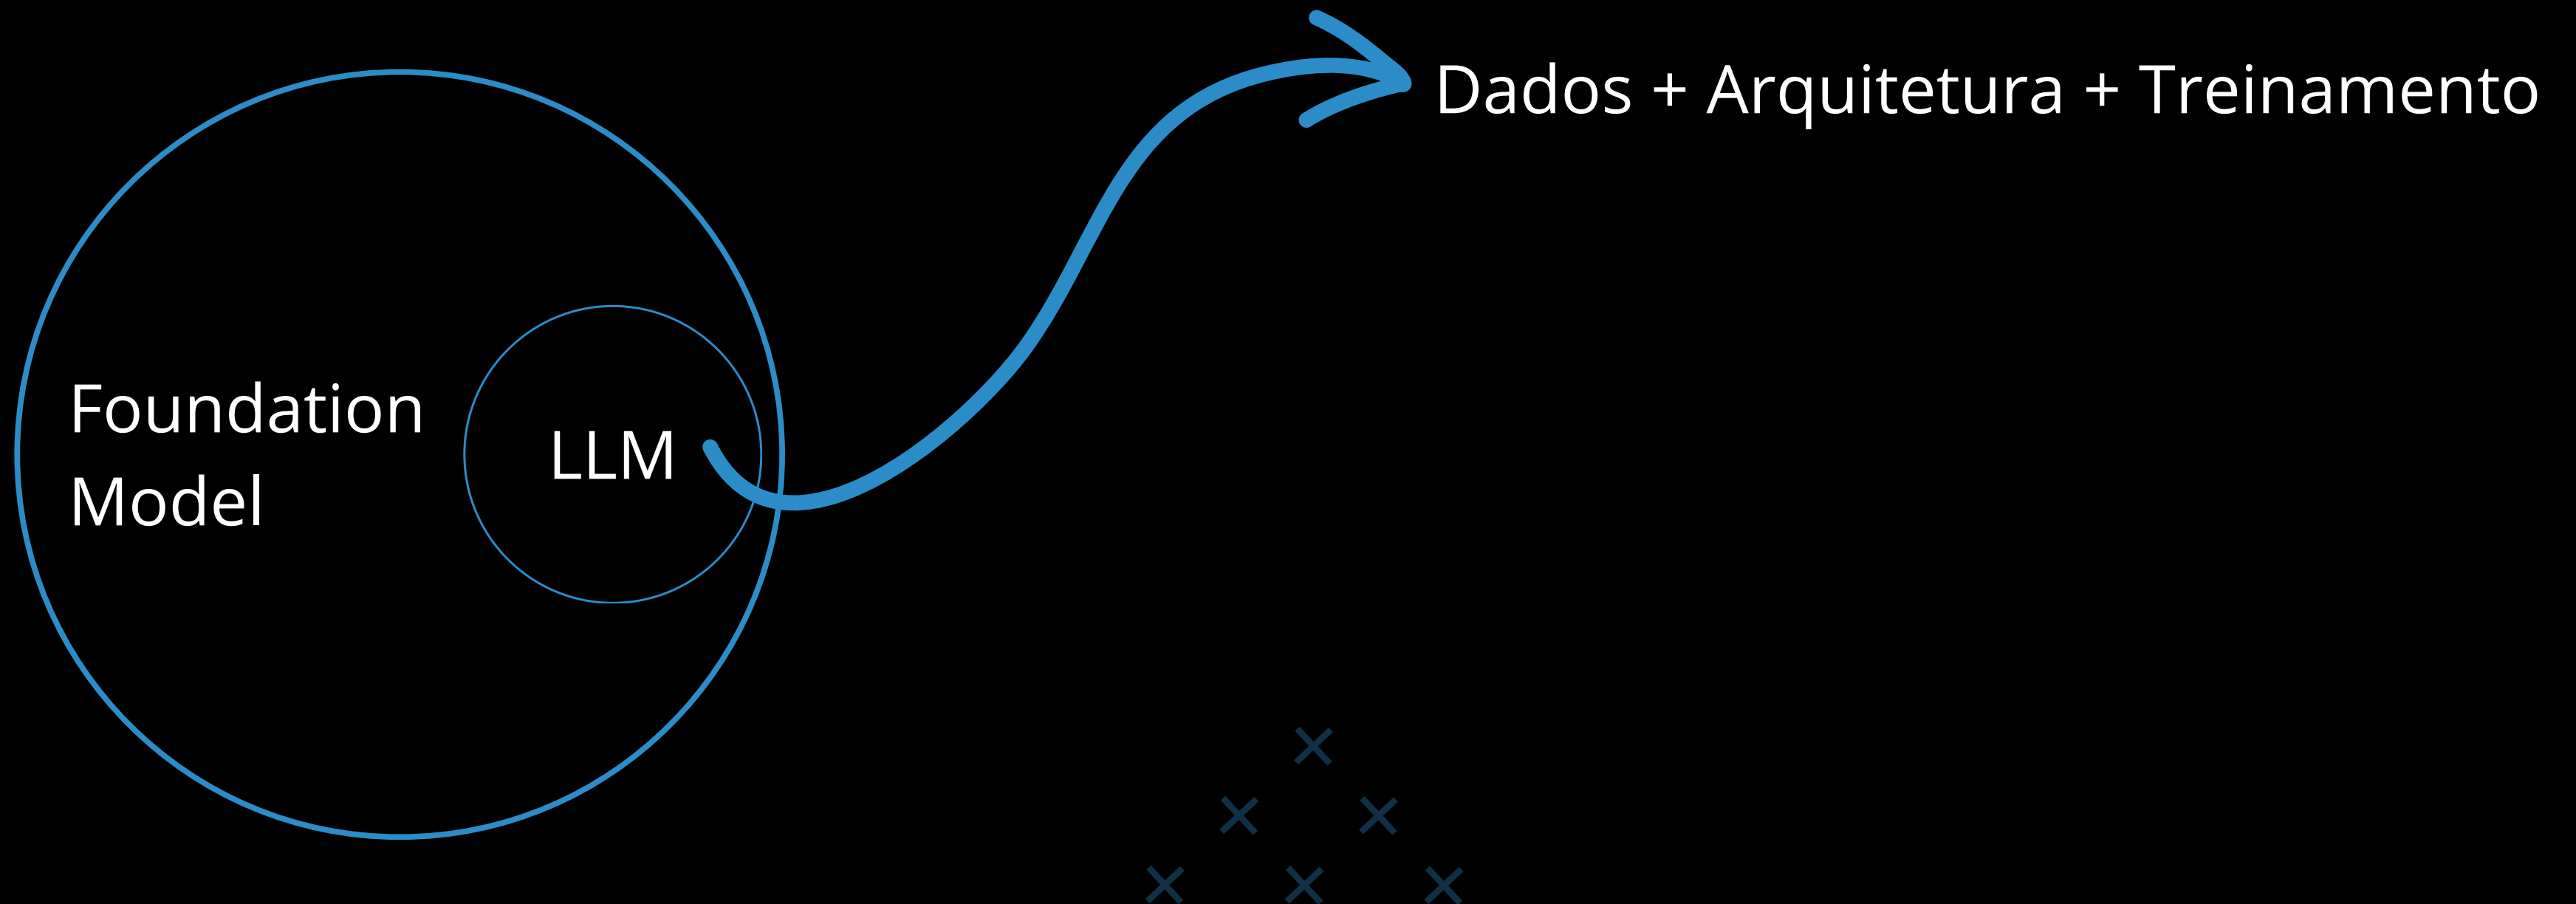 Dados + Arquitetura + Treinamento
Foundation
Model
LLM